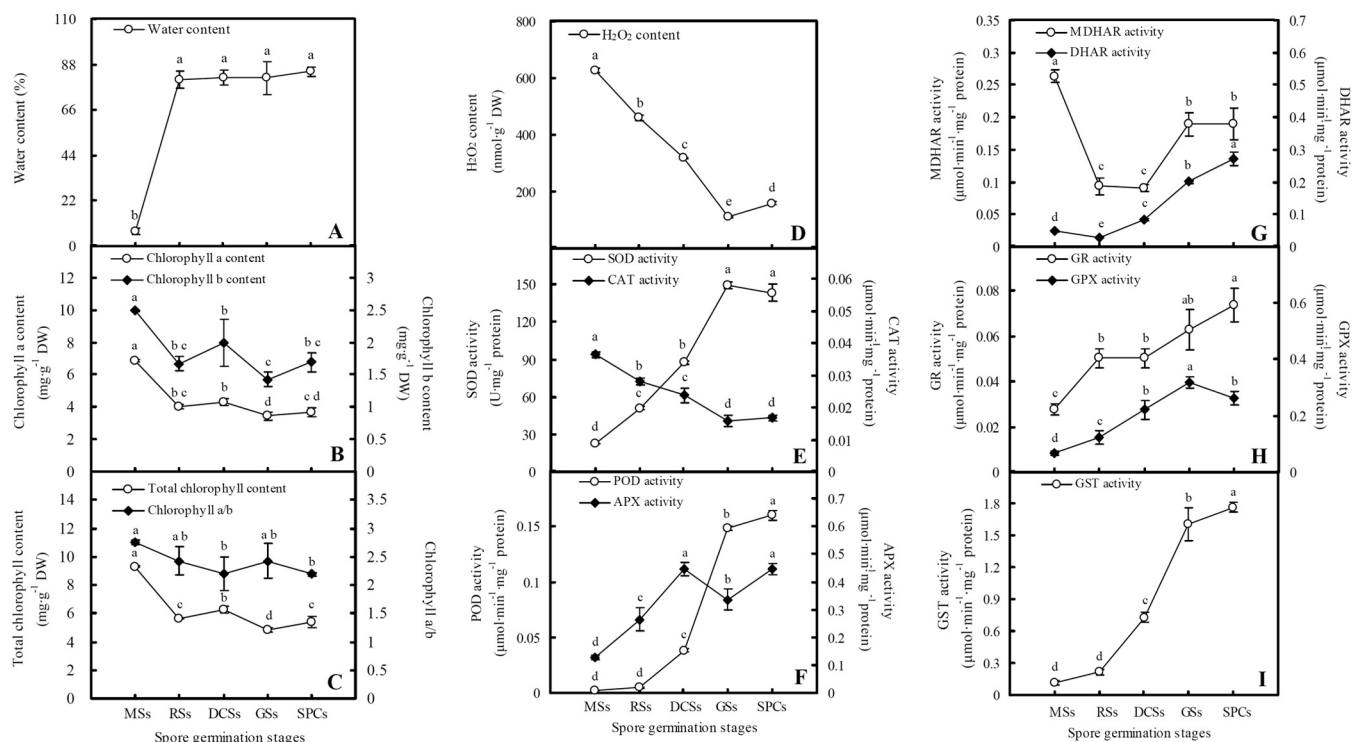 110
88
66
44
22
0
Water content (%)
Water content
b
a
a
a
a
A
12
10
8
6
4
2
0
Chlorophyll a content
(mg·g⁻¹ DW)
Chlorophyll a content
Chlorophyll b content
a
b c
b
c
b c
a
b c
b
d
c d
B
3
2.5
2
1.5
1
0.5
0
Chlorophyll b content
(mg·g⁻¹ DW)
14
12
10
8
6
4
2
0
Total chlorophyll content
(mg·g⁻¹ DW)
Total chlorophyll content
Chlorophyll a/b
a
a b
b
a b
b
a
c
b
d
c
C
3.5
3
2.5
2
1.5
1
0.5
0
Chlorophyll a/b
MSs RSs DCSs GSs SPCs
Spore germination stages
800
600
400
200
H₂O₂ content
(nmol·g⁻¹ DW)
H₂O₂ content
a
b
c
e
d
D
150
120
90
60
30
0
SOD activity
(U·mg⁻¹ protein)
SOD activity
CAT activity
a
b
c
d
d
d
c
b
a
a
E
0.06
0.05
0.04
0.03
0.02
0.01
0
CAT activity
(μmol·min⁻¹mg⁻¹ protein)
0.15
0.1
0.05
0
POD activity
(μmol·min⁻¹·mg⁻¹ protein)
POD activity
APX activity
d
c
a
b
a
d
d
c
b
a
F
0.7
0.6
0.5
0.4
0.3
0.2
0.1
0
APX activity
(μmol·min⁻¹mg⁻¹ protein)
MSs RSs DCSs GSs SPCs
Spore germination stages
0.35
0.3
0.25
0.2
0.15
0.1
0.05
0
MDHAR activity
(μmol·min⁻¹·mg⁻¹ protein)
MDHAR activity
DHAR activity
a
c
c
b
b
d
e
c
b
a
G
0.7
0.6
0.5
0.4
0.3
0.2
0.1
0
DHAR activity
(μmol·min⁻¹mg⁻¹ protein)
0.08
0.06
0.04
0.02
0
GR activity
(μmol·min⁻¹·mg⁻¹ protein)
GR activity
GPX activity
c
b
b
ab
a
d
c
b
a
b
H
0.6
0.4
0.2
0
GPX activity
(μmol·min⁻¹mg⁻¹ protein)
1.8
1.5
1.2
0.9
0.6
0.3
0
GST activity
(μmol·min⁻¹·mg⁻¹ protein)
GST activity
d
d
c
b
a
I
MSs RSs DCSs GSs SPCs
Spore germination stages